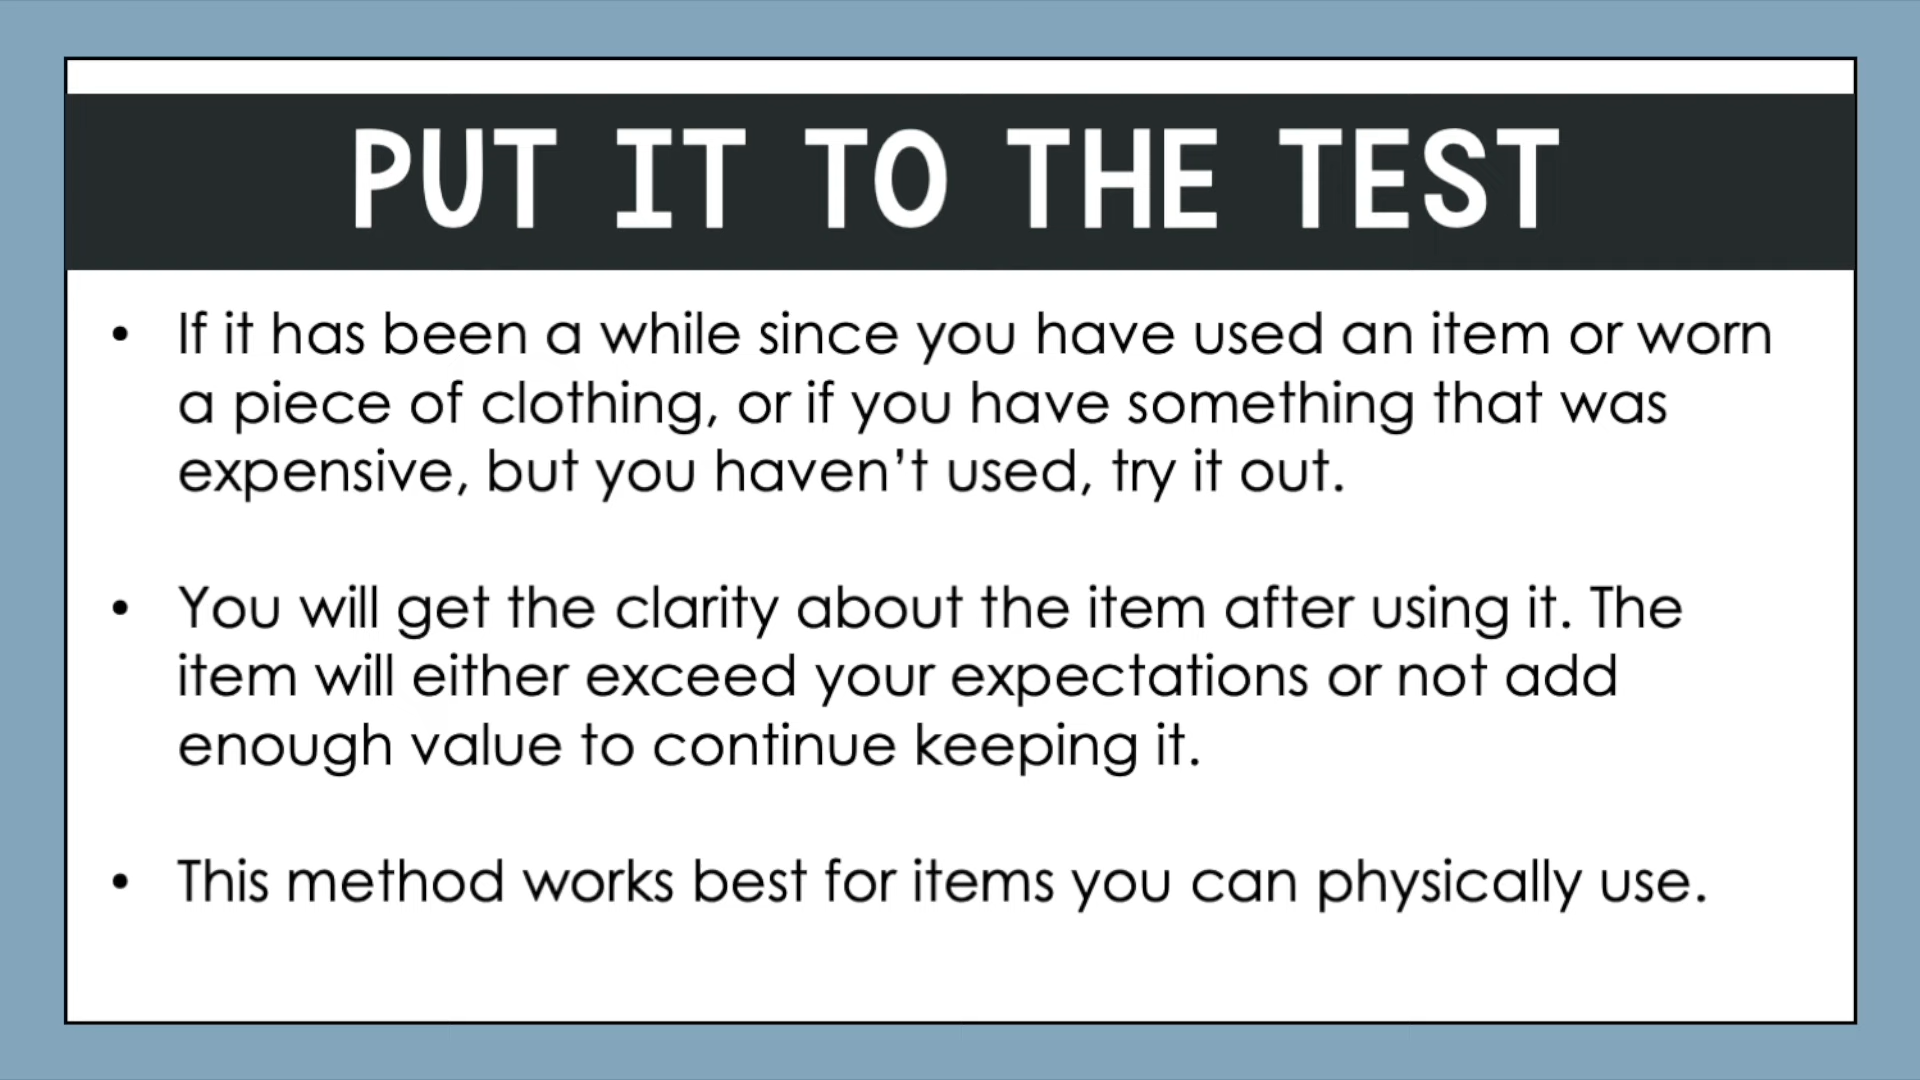 PUT IT TO THE TEST
• If it has been a while since you have used an item or worn
a piece of clothing, or if you have something that was
expensive, but you haven’t used, try it out.
• You will get the clarity about the item after using it. The
item will either exceed your expectations or not add
enough value to continue keeping it.
• This method works best for items you can physically use.